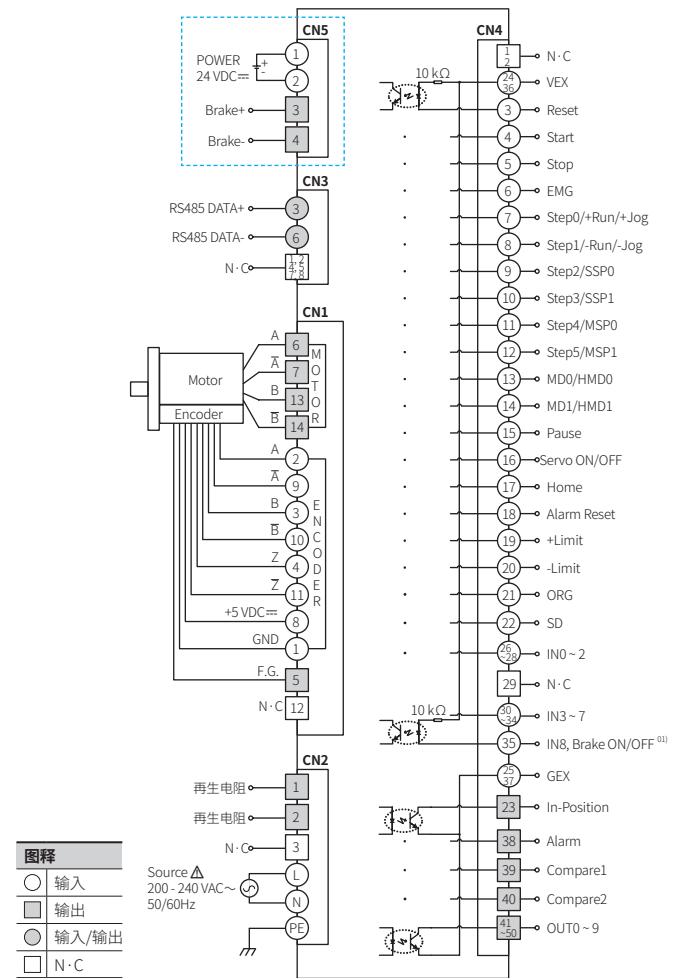 CN5
POWER
24 VDC⎓
+
-
1
2
Brake+
3
Brake-
4
CN3
RS485 DATA+
3
RS485 DATA-
6
N·C
1, 2
4, 5
7, 8
CN1
Motor
Encoder
A
6
A̅
7
B
13
B̅
14
MOTOR
A
2
A̅
9
B
3
B̅
10
Z
4
Z̅
11
+5 VDC⎓
8
GND
1
ENCODER
F.G.
5
N·C
12
CN2
再生电阻
1
再生电阻
2
N·C
3
Source ⚠
200 - 240 VAC～
50/60Hz
L
N
PE
图释
输入
输出
输入/输出
N·C
CN4
1
2
N·C
10 kΩ
24
36
VEX
3 Reset
4 Start
5 Stop
6 EMG
7 Step0/+Run/+Jog
8 Step1/-Run/-Jog
9 Step2/SSP0
10 Step3/SSP1
11 Step4/MSP0
12 Step5/MSP1
13 MD0/HMD0
14 MD1/HMD1
15 Pause
16 Servo ON/OFF
17 Home
18 Alarm Reset
19 +Limit
20 -Limit
21 ORG
22 SD
26
~28
IN0 ~ 2
29 N·C
10 kΩ
30
~34
IN3 ~ 7
35 IN8, Brake ON/OFF 01)
25
37
GEX
23 In-Position
38 Alarm
39 Compare1
40 Compare2
41
~50
OUT0 ~ 9